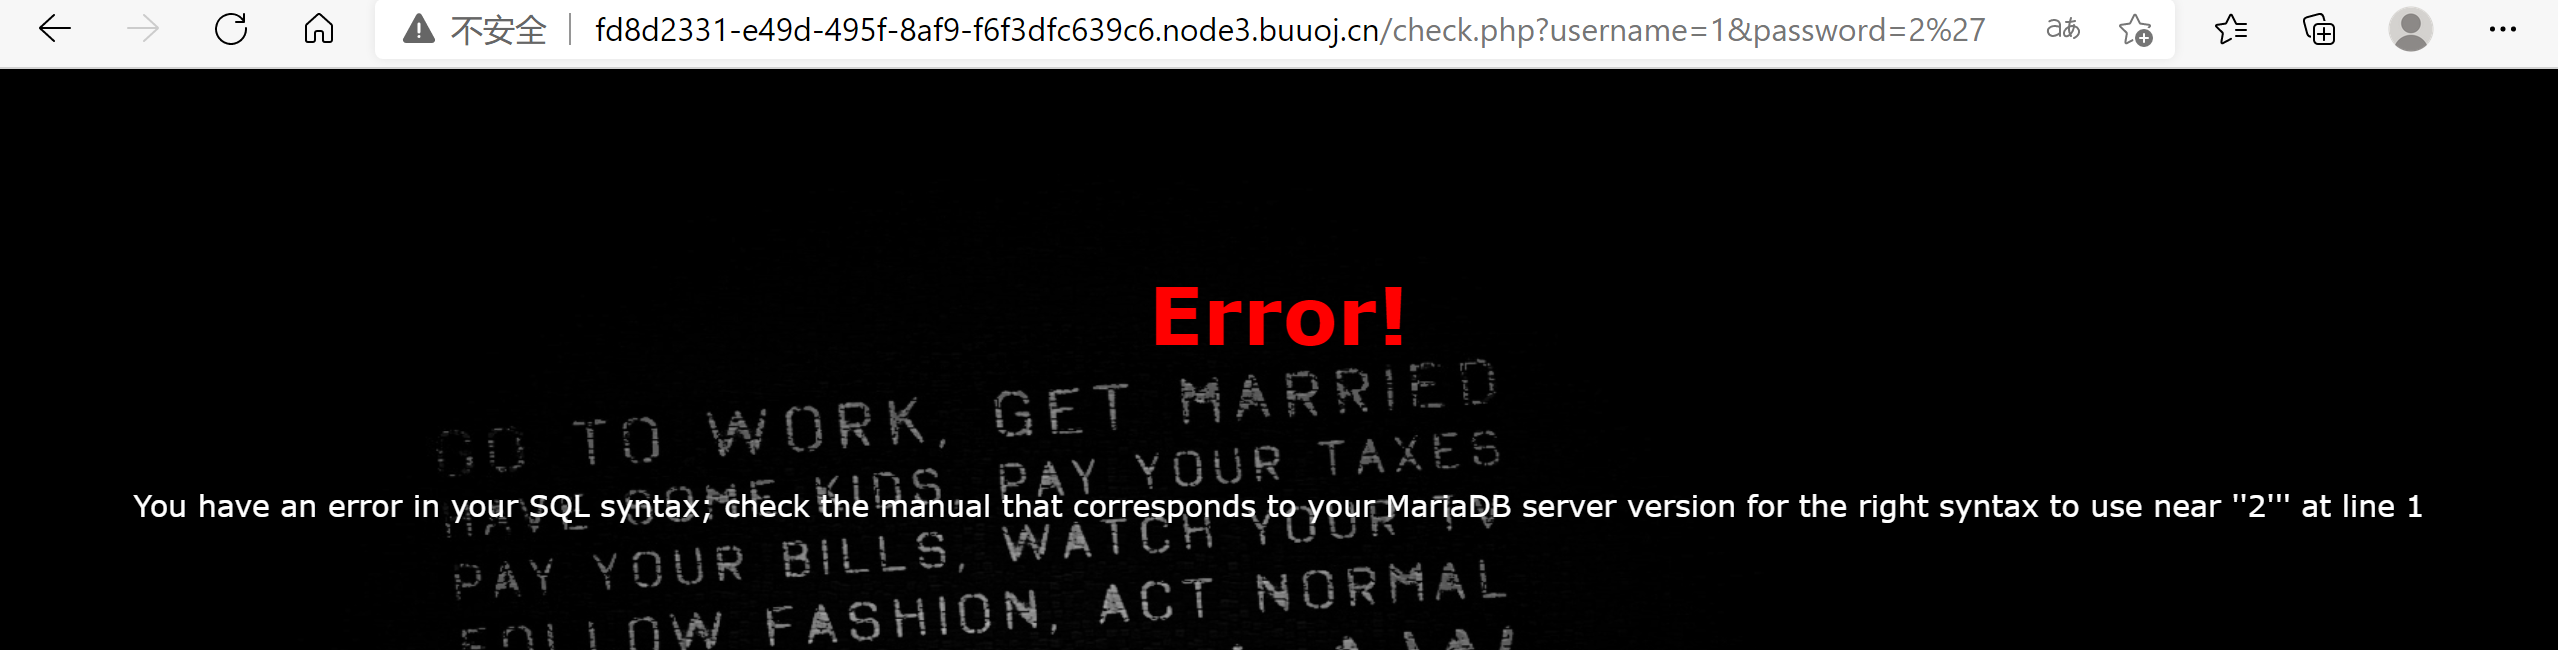 不安全 fd8d2331-e49d-495f-8af9-f6f3dfc639c6.node3.buuoj.cn/check.php?username=1&password=2%27 aあ
Error!
GO TO WORK, GET MARRIED
HAVE SOME KIDS, PAY YOUR TAXES
You have an error in your SQL syntax; check the manual that corresponds to your MariaDB server version for the right syntax to use near ''2''' at line 1
PAY YOUR BILLS, WATCH YOUR TV
FOLLOW FASHION, ACT NORMAL